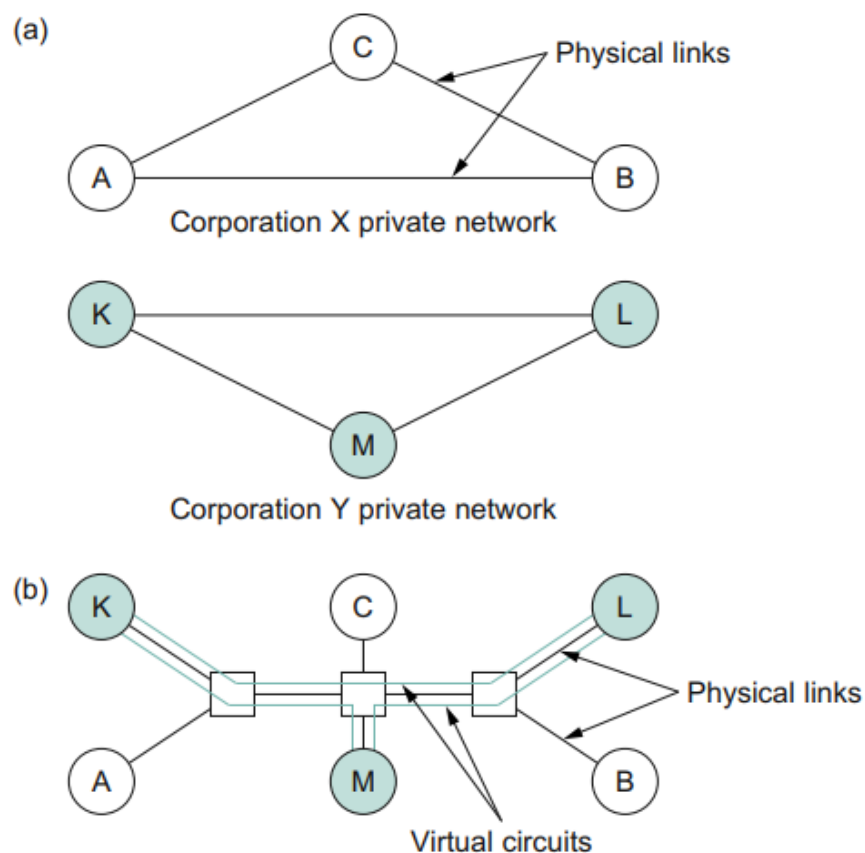 (a)
C
Physical links
A
B
Corporation X private network
K
L
M
Corporation Y private network
(b)
K
C
L
Physical links
A
M
B
Virtual circuits